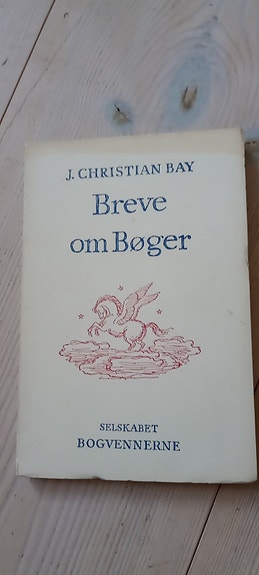 J. CHRISTIAN BAY
Breve
om Bøger
SELSKABET
BOGVENNERNE